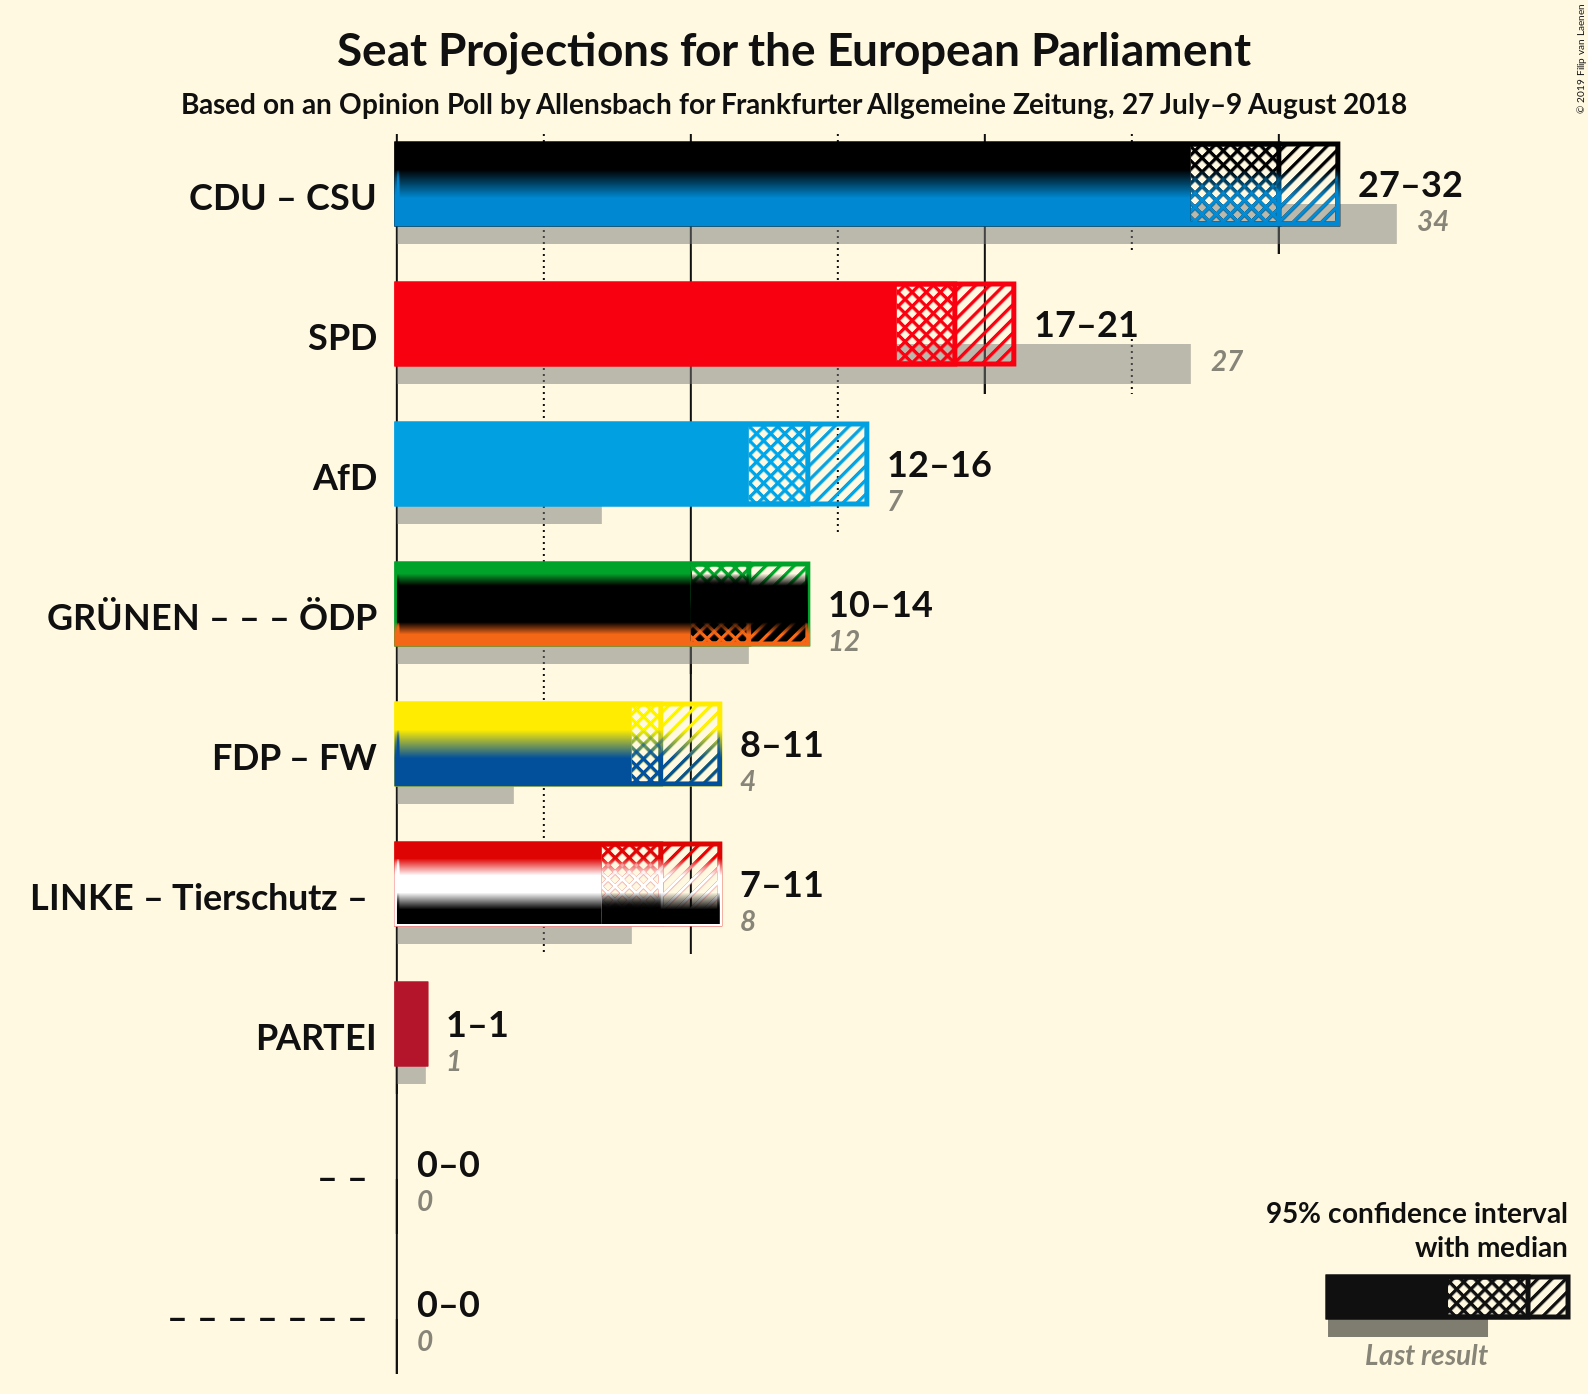 Seat Projections for the European Parliament
Based on an Opinion Poll by Allensbach for Frankfurter Allgemeine Zeitung, 27 July–9 August 2018
© 2019 Filip van Laenen
CDU – CSU
27–32
34
SPD
17–21
27
AfD
12–16
7
GRÜNEN – – – ÖDP
10–14
12
FDP – FW
8–11
4
LINKE – Tierschutz –
7–11
8
PARTEI
1–1
1
– –
0–0
0
– – – – – – –
0–0
0
95% confidence interval
with median
Last result